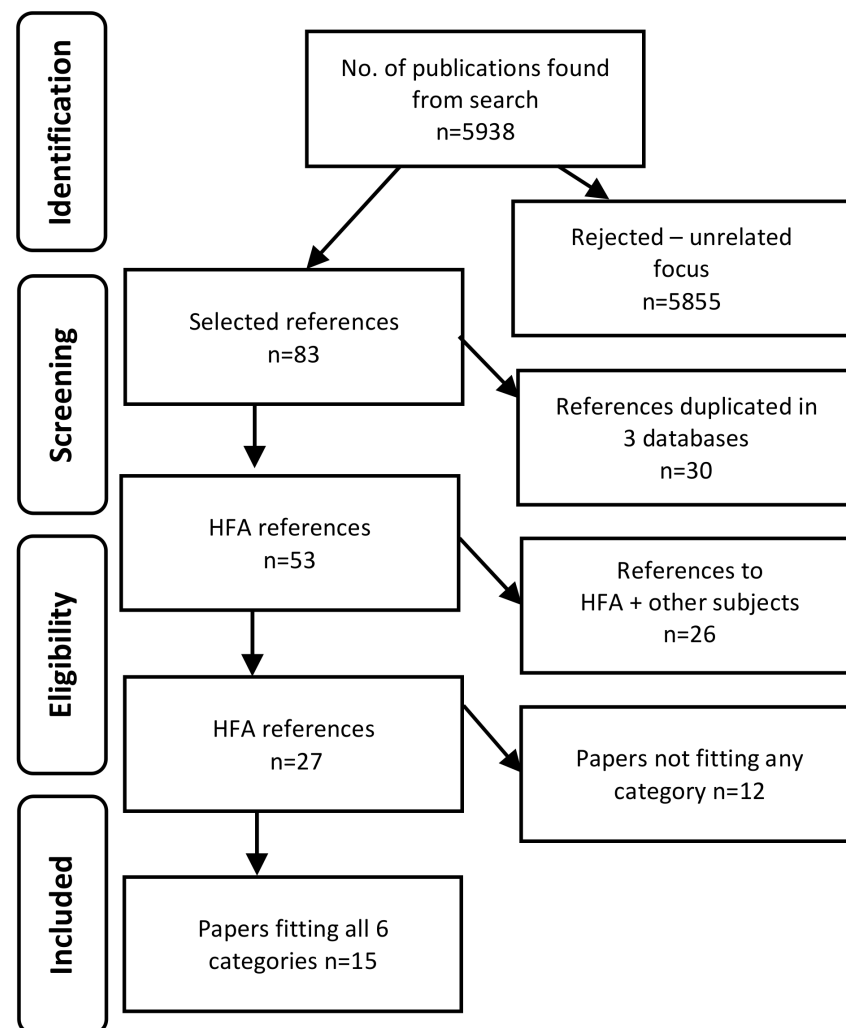 Identification
No. of publications found
from search
n=5938
Rejected – unrelated
focus
n=5855
Screening
Selected references
n=83
References duplicated in
3 databases
n=30
HFA references
n=53
Eligibility
References to
HFA + other subjects
n=26
HFA references
n=27
Papers not fitting any
category n=12
Included
Papers fitting all 6
categories n=15